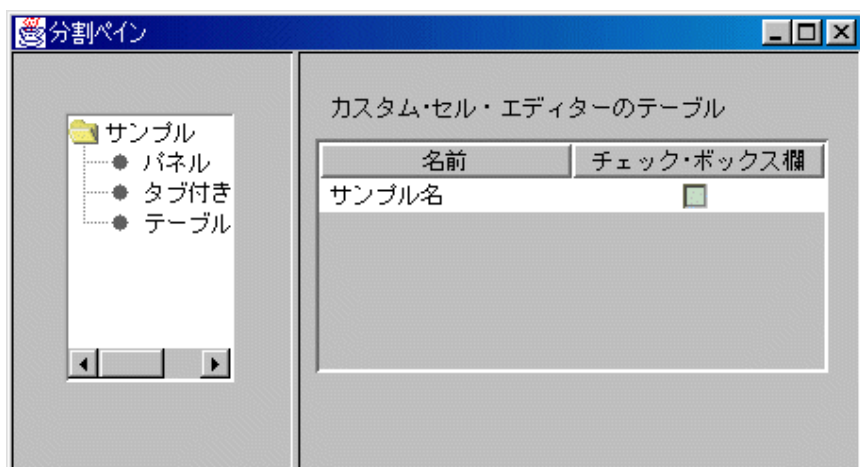 分割ペイン
サンプル
パネル
タブ付き
テーブル
カスタム・セル・エディターのテーブル
名前 チェック・ボックス欄
サンプル名